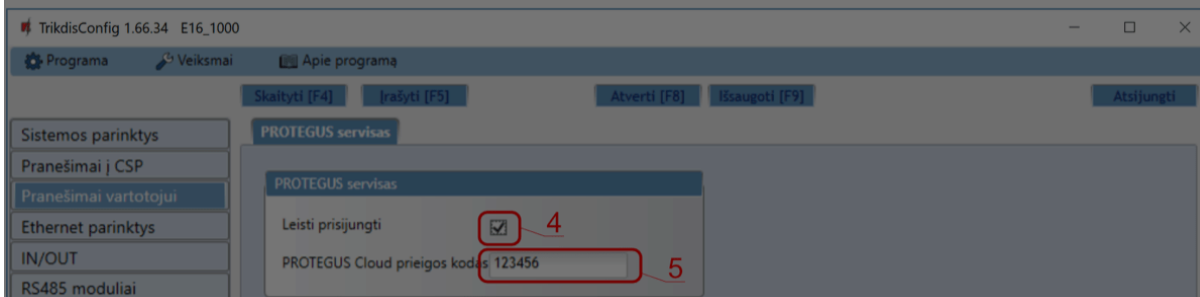 TrikdisConfig 1.66.34 E16_1000
Programa Veiksmai Apie programą
Skaityti [F4] Įrašyti [F5] Atverti [F8] Išsaugoti [F9] Atsijungti
Sistemos parinktys
Pranešimai į CSP
Pranešimai vartotojui
Ethernet parinktys
IN/OUT
RS485 moduliai
PROTEGUS servisas
PROTEGUS servisas
Leisti prisijungti 4
PROTEGUS Cloud prieigos kodas 123456 5